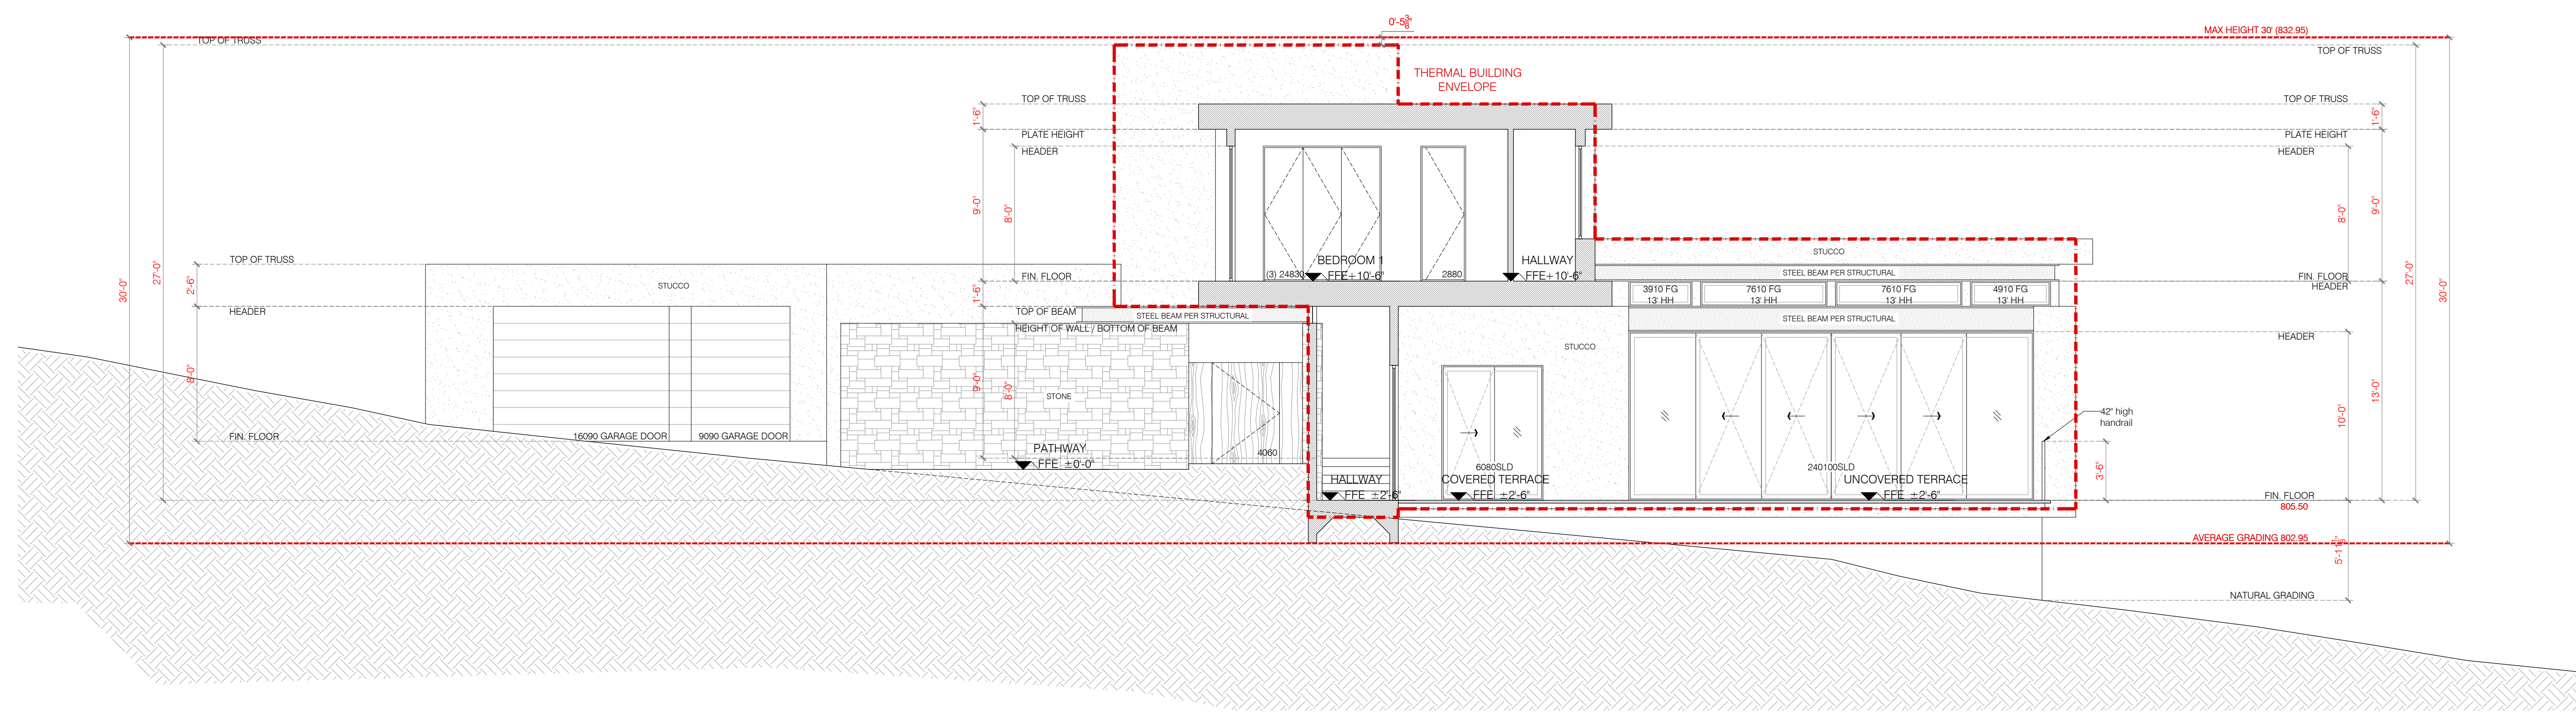 0'-5 3/8"
MAX HEIGHT 30' (832.95)
TOP OF TRUSS
TOP OF TRUSS
THERMAL BUILDING
ENVELOPE
TOP OF TRUSS
TOP OF TRUSS
1'-6"
1'-6"
PLATE HEIGHT
PLATE HEIGHT
HEADER
HEADER
9'-0"
8'-0"
8'-0"
9'-0"
30'-0"
27'-0"
2'-6"
TOP OF TRUSS
STUCCO
STUCCO
BEDROOM 1
FFE+10'-6"
(3) 24830
2880
HALLWAY
FFE+10'-6"
STEEL BEAM PER STRUCTURAL
FIN. FLOOR
FIN. FLOOR
HEADER
27'-0"
30'-0"
1'-6"
3910 FG
13' HH
7610 FG
13' HH
7610 FG
13' HH
4910 FG
13' HH
HEADER
TOP OF BEAM
STEEL BEAM PER STRUCTURAL
STEEL BEAM PER STRUCTURAL
HEIGHT OF WALL / BOTTOM OF BEAM
HEADER
STUCCO
8'-0"
9'-0"
8'-0"
STONE
13'-0"
10'-0"
42" high
handrail
FIN. FLOOR
16090 GARAGE DOOR
9090 GARAGE DOOR
PATHWAY
FFE ±0'-0"
4060
6080SLD
240100SLD
3'-6"
HALLWAY
FFE ±2'-6"
COVERED TERRACE
FFE ±2'-6"
UNCOVERED TERRACE
FFE ±2'-6"
FIN. FLOOR
805.50
AVERAGE GRADING 802.95
NATURAL GRADING